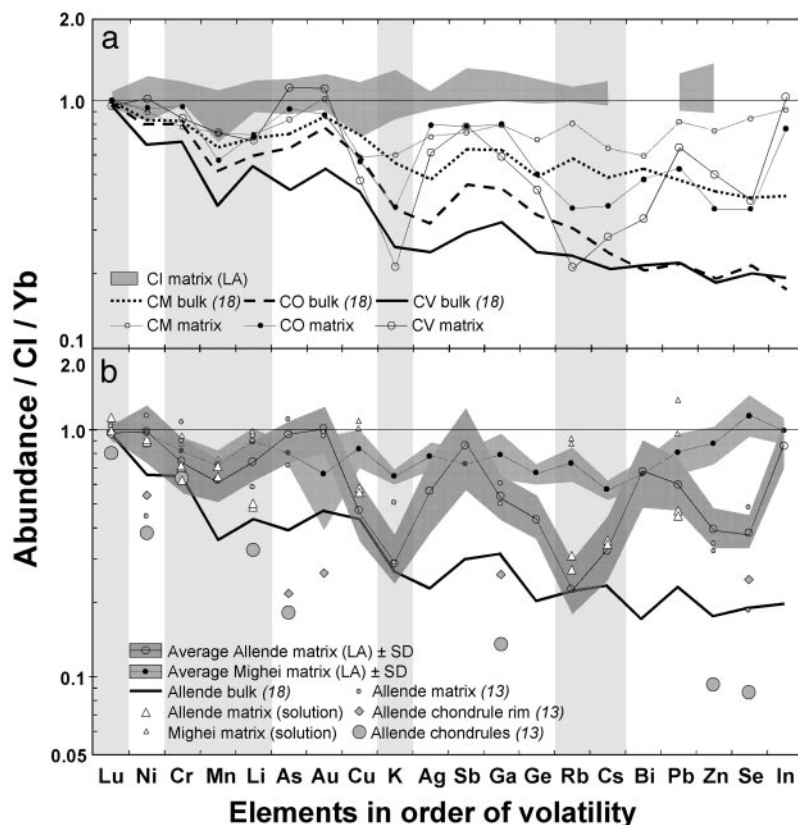 a
2.0
1.0
0.1
CI matrix (LA)
CM bulk (18) CO bulk (18) CV bulk (18)
CM matrix CO matrix CV matrix
Abundance / CI / Yb
b
2.0
1.0
0.1
0.05
Average Allende matrix (LA) ± SD
Average Mighei matrix (LA) ± SD
Allende bulk (18) Allende matrix (13)
Allende matrix (solution) Allende chondrule rim (13)
Mighei matrix (solution) Allende chondrules (13)
Lu Ni Cr Mn Li As Au Cu K Ag Sb Ga Ge Rb Cs Bi Pb Zn Se In
Elements in order of volatility